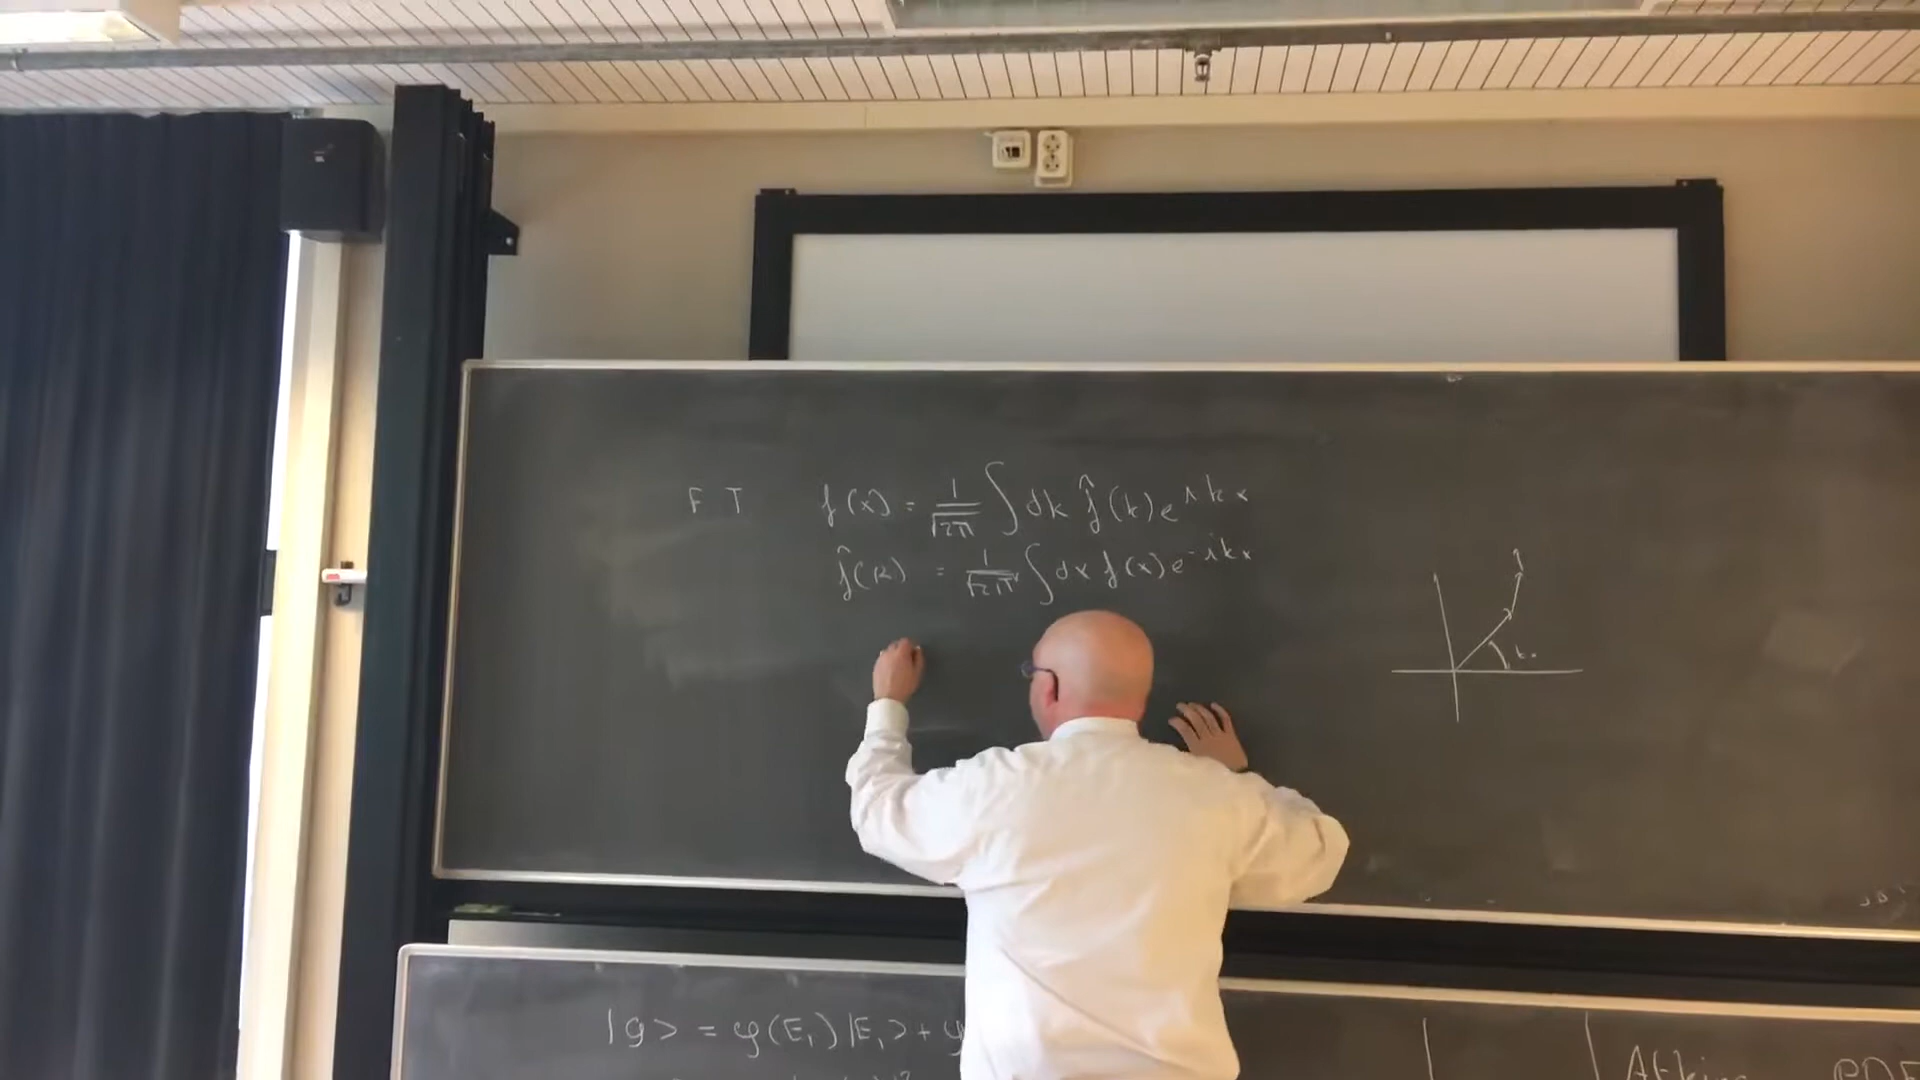 F T f(x) = 1/√2π ∫ dk f̂(k) e^ikx
f̂(k) = 1/√2π ∫ dx f(x) e^-ikx
|φ> = φ(E₁) |E₁> +